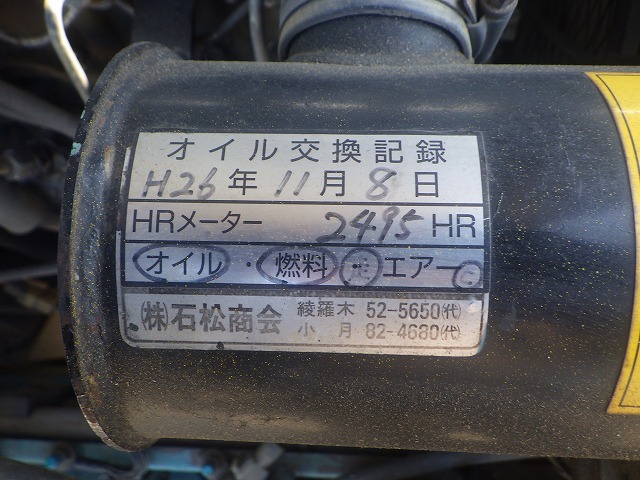 オイル交換記録
H26年 11月 8日
HRメーター 2495 HR
オイル・燃料・エアー
㈱石松商会 綾羅木 52-5650㈹
小月 82-4680㈹